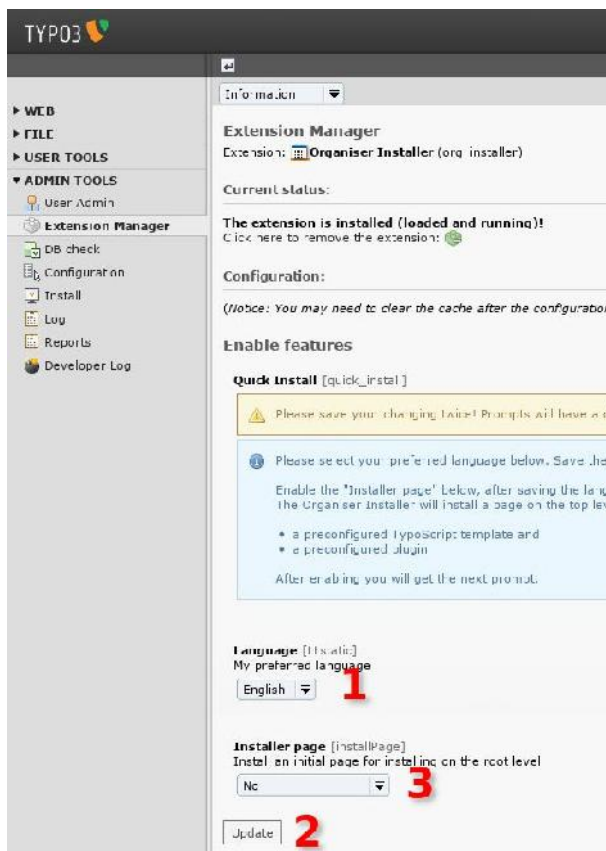 TYPO3
Information
WEB
FILE
USER TOOLS
ADMIN TOOLS
User Admin
Extension Manager
DB check
Configuration
Install
Log
Reports
Developer Log
Extension Manager
Extension: Organiser Installer (org_installer)
Current status:
The extension is installed (loaded and running)!
Click here to remove the extension:
Configuration:
(Notice: You may need to clear the cache after the configuration
Enable features
Quick Install [quick_install]
Please save your changing twice! Prompts will have a
Please select your preferred language below. Save the
Enable the "Installer page" below, after saving the
The Organiser Installer will install a page on the top
• a preconfigured TypoScript template and
• a preconfigured plugin
After enabling you will get the next prompt.
Language
My preferred language
English 1
Installer page [installPage]
Install an initial page for installing on the root level
No 3
Update 2